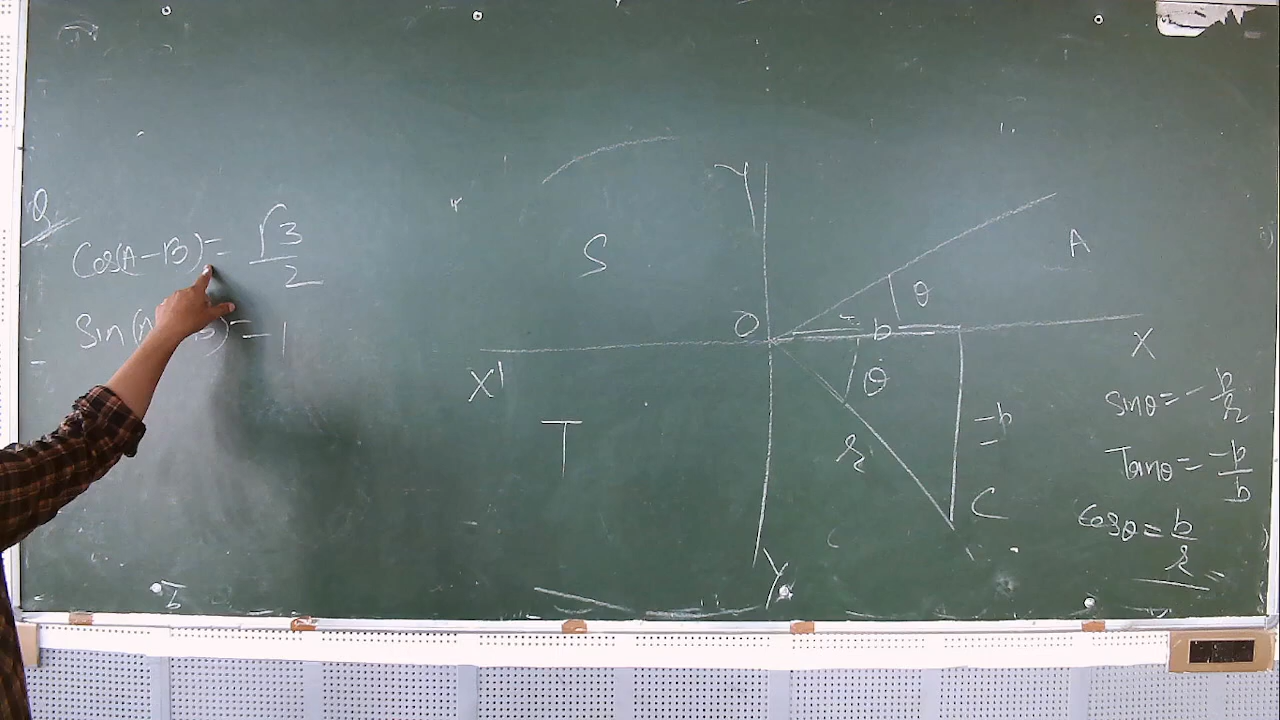 Q
Cos(A-B) = √3/2
Sin(A B) = 1
Y
S
A
θ
O
b
X
X'
θ
T
-p
r
C
Y
sinθ = -p/r
Tanθ = -p/b
Cosθ = b/r